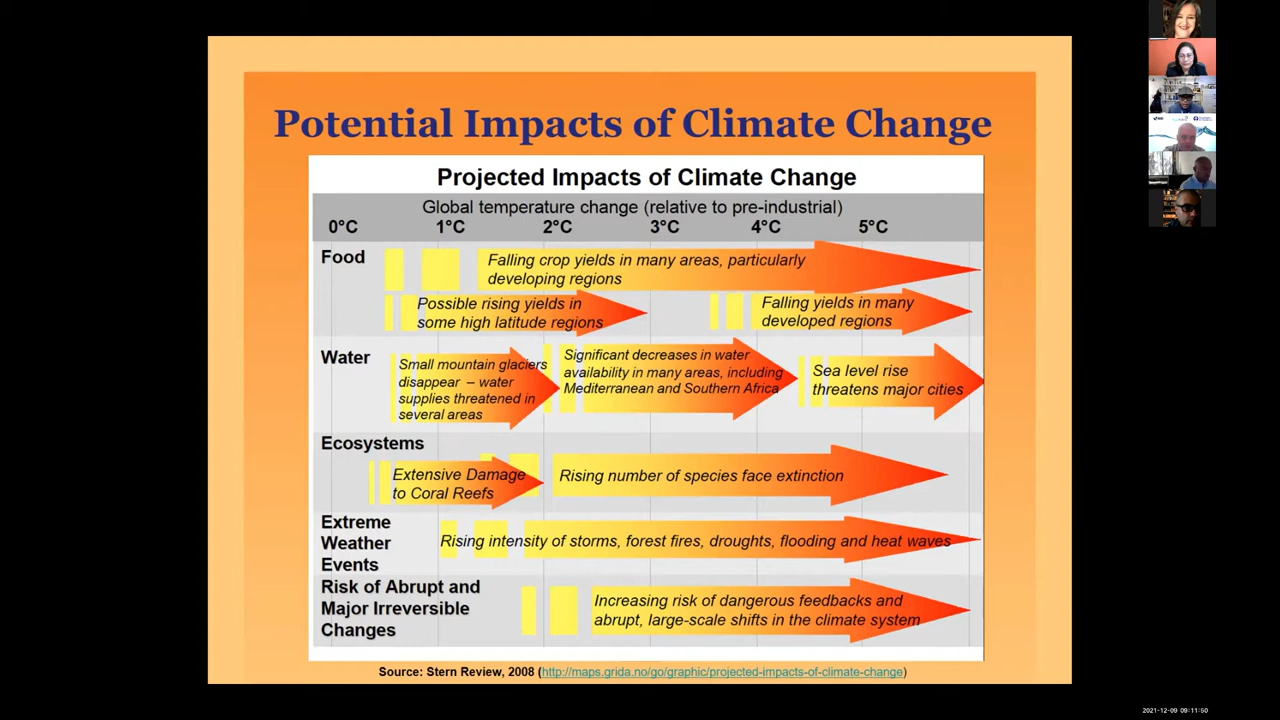 Potential Impacts of Climate Change
Projected Impacts of Climate Change
Global temperature change (relative to pre-industrial)
0°C 1°C 2°C 3°C 4°C 5°C
Food
Falling crop yields in many areas, particularly
developing regions
Possible rising yields in
some high latitude regions
Falling yields in many
developed regions
Water
Small mountain glaciers
disappear – water
supplies threatened in
several areas
Significant decreases in water
availability in many areas, including
Mediterranean and Southern Africa
Sea level rise
threatens major cities
Ecosystems
Extensive Damage
to Coral Reefs
Rising number of species face extinction
Extreme
Weather
Events
Rising intensity of storms, forest fires, droughts, flooding and heat waves
Risk of Abrupt and
Major Irreversible
Changes
Increasing risk of dangerous feedbacks and
abrupt, large-scale shifts in the climate system
Source: Stern Review, 2008 (http://maps.grida.no/go/graphic/projected-impacts-of-climate-change)
2021-12-09 09:11:50